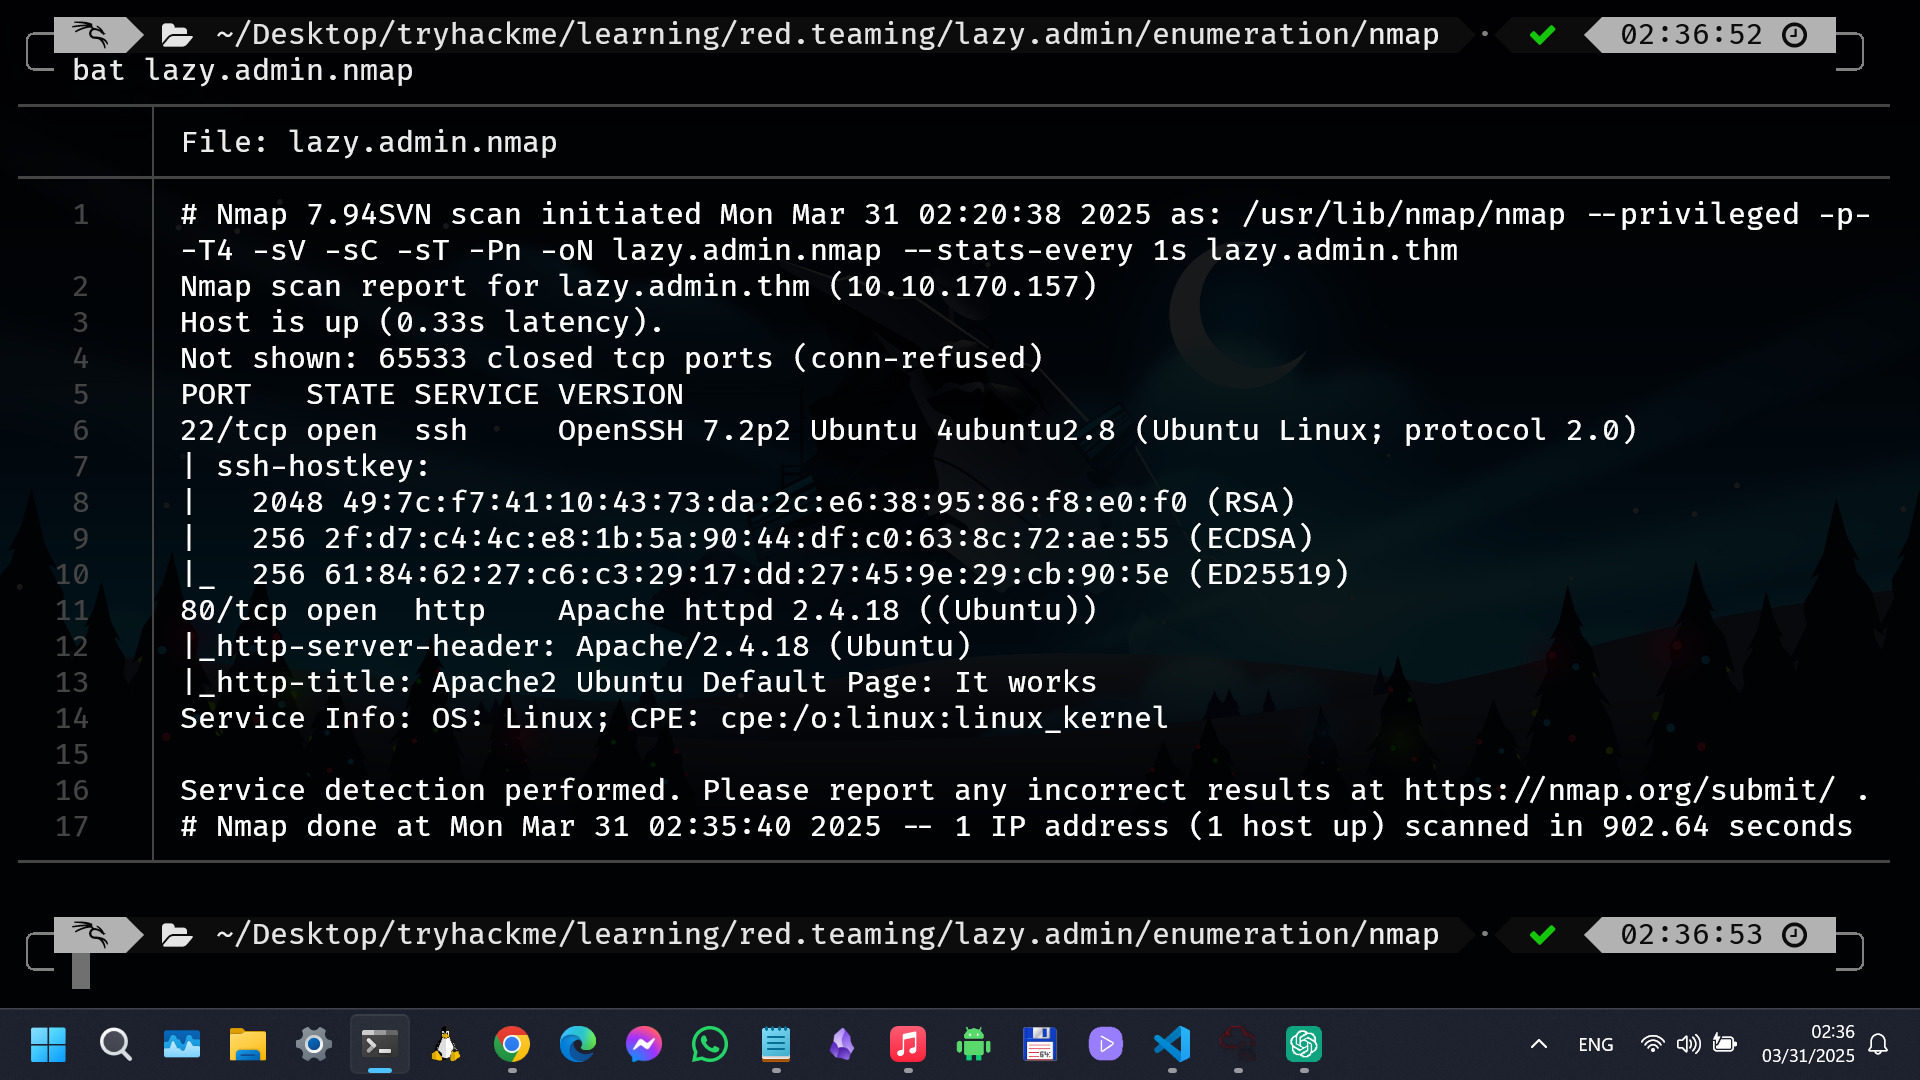 ~/Desktop/tryhackme/learning/red.teaming/lazy.admin/enumeration/nmap 02:36:52
bat lazy.admin.nmap
File: lazy.admin.nmap
1 # Nmap 7.94SVN scan initiated Mon Mar 31 02:20:38 2025 as: /usr/lib/nmap/nmap --privileged -p-
-T4 -sV -sC -sT -Pn -oN lazy.admin.nmap --stats-every 1s lazy.admin.thm
2 Nmap scan report for lazy.admin.thm (10.10.170.157)
3 Host is up (0.33s latency).
4 Not shown: 65533 closed tcp ports (conn-refused)
5 PORT   STATE SERVICE VERSION
6 22/tcp open  ssh     OpenSSH 7.2p2 Ubuntu 4ubuntu2.8 (Ubuntu Linux; protocol 2.0)
7 | ssh-hostkey:
8 |   2048 49:7c:f7:41:10:43:73:da:2c:e6:38:95:86:f8:e0:f0 (RSA)
9 |   256 2f:d7:c4:4c:e8:1b:5a:90:44:df:c0:63:8c:72:ae:55 (ECDSA)
10 |_  256 61:84:62:27:c6:c3:29:17:dd:27:45:9e:29:cb:90:5e (ED25519)
11 80/tcp open  http    Apache httpd 2.4.18 ((Ubuntu))
12 |_http-server-header: Apache/2.4.18 (Ubuntu)
13 |_http-title: Apache2 Ubuntu Default Page: It works
14 Service Info: OS: Linux; CPE: cpe:/o:linux:linux_kernel
15
16 Service detection performed. Please report any incorrect results at https://nmap.org/submit/ .
17 # Nmap done at Mon Mar 31 02:35:40 2025 -- 1 IP address (1 host up) scanned in 902.64 seconds
~/Desktop/tryhackme/learning/red.teaming/lazy.admin/enumeration/nmap 02:36:53
64
ENG
02:36
03/31/2025